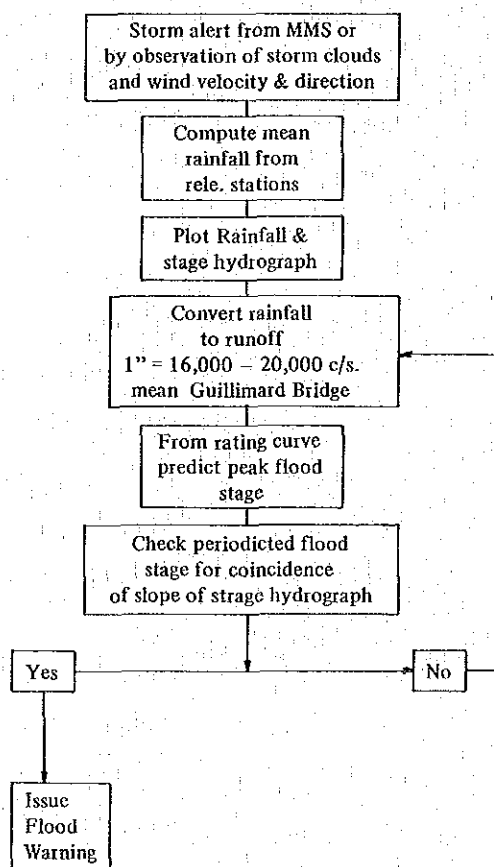 Storm alert from MMS or
by observation of storm clouds
and wind velocity & direction
Compute mean
rainfall from
rele. stations
Plot Rainfall &
stage hydrograph
Convert rainfall
to runoff
1" = 16,000 – 20,000 c/s.
mean Guillimard Bridge
From rating curve
predict peak flood
stage
Check periodicted flood
stage for coincidence
of slope of strage hydrograph
Yes
No
Issue
Flood
Warning